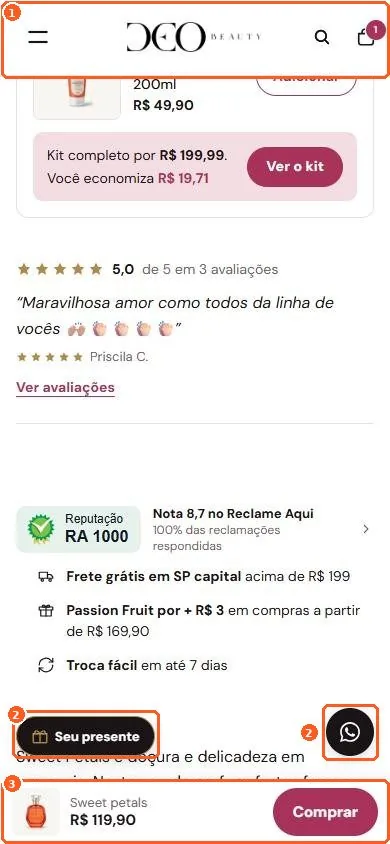 1
DEO BEAUTY
1
200ml
R$ 49,90
Kit completo por R$ 199,99.
Você economiza R$ 19,71
Ver o kit
5,0 de 5 em 3 avaliações
“Maravilhosa amor como todos da linha de
vocês 🙌🏻 👏🏻 👏🏻 👏🏻 👏🏻”
Priscila C.
Ver avaliações
Reputação
RA 1000
Nota 8,7 no Reclame Aqui
100% das reclamações
respondidas
Frete grátis em SP capital acima de R$ 199
Passion Fruit por + R$ 3 em compras a partir
de R$ 169,90
Troca fácil em até 7 dias
2
Seu presente
2
Sweet Petals é doçura e delicadeza em
3
Sweet petals
R$ 119,90
Comprar